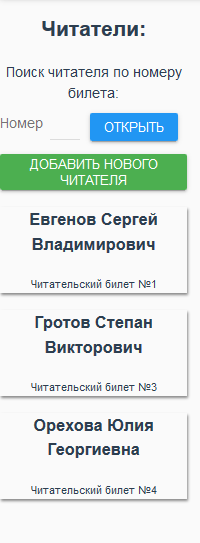 Читатели:
Поиск читателя по номеру
билета:
Номер
ОТКРЫТЬ
ДОБАВИТЬ НОВОГО
ЧИТАТЕЛЯ
Евгенов Сергей
Владимирович
Читательский билет №1
Гротов Степан
Викторович
Читательский билет №3
Орехова Юлия
Георгиевна
Читательский билет №4